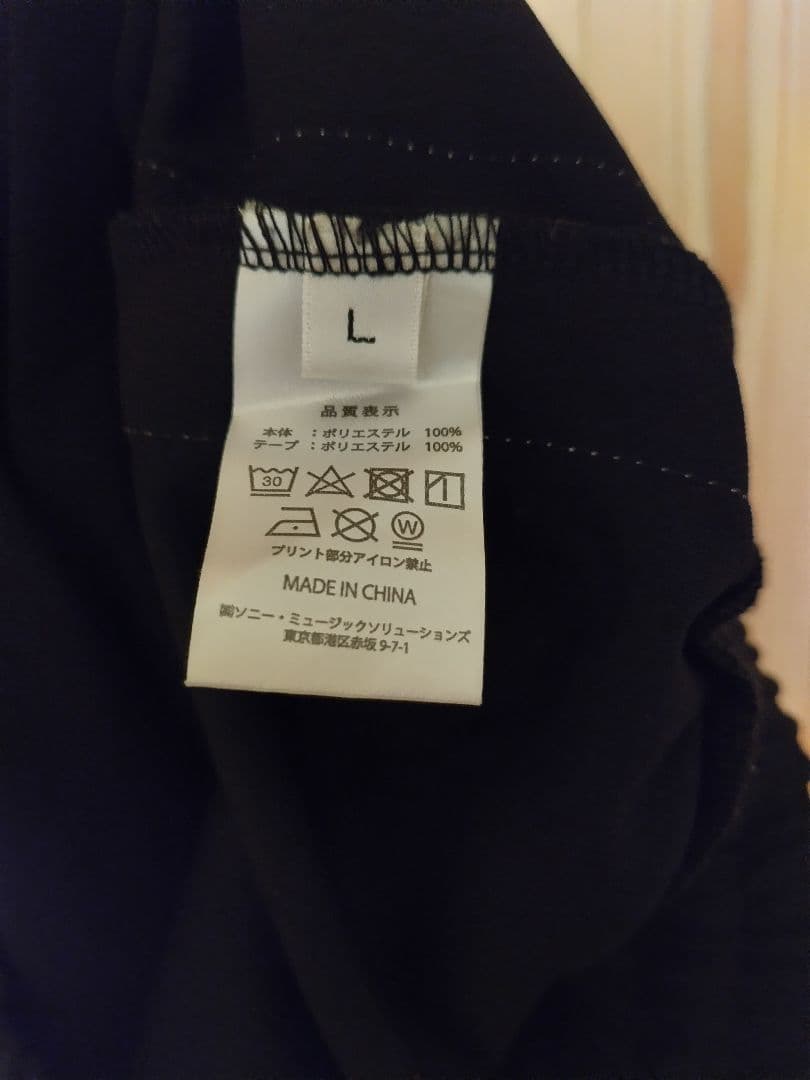 L
品質表示
本体 : ポリエステル 100%
テープ : ポリエステル 100%
30
W
プリント部分アイロン禁止
MADE IN CHINA
㈱ソニー・ミュージックソリューションズ
東京都港区赤坂 9-7-1